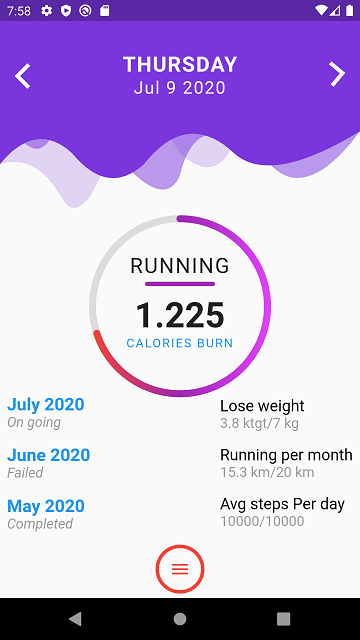 7:58
THURSDAY
Jul 9 2020
RUNNING
1.225
CALORIES BURN
July 2020
On going
Lose weight
3.8 ktgt/7 kg
June 2020
Failed
Running per month
15.3 km/20 km
May 2020
Completed
Avg steps Per day
10000/10000